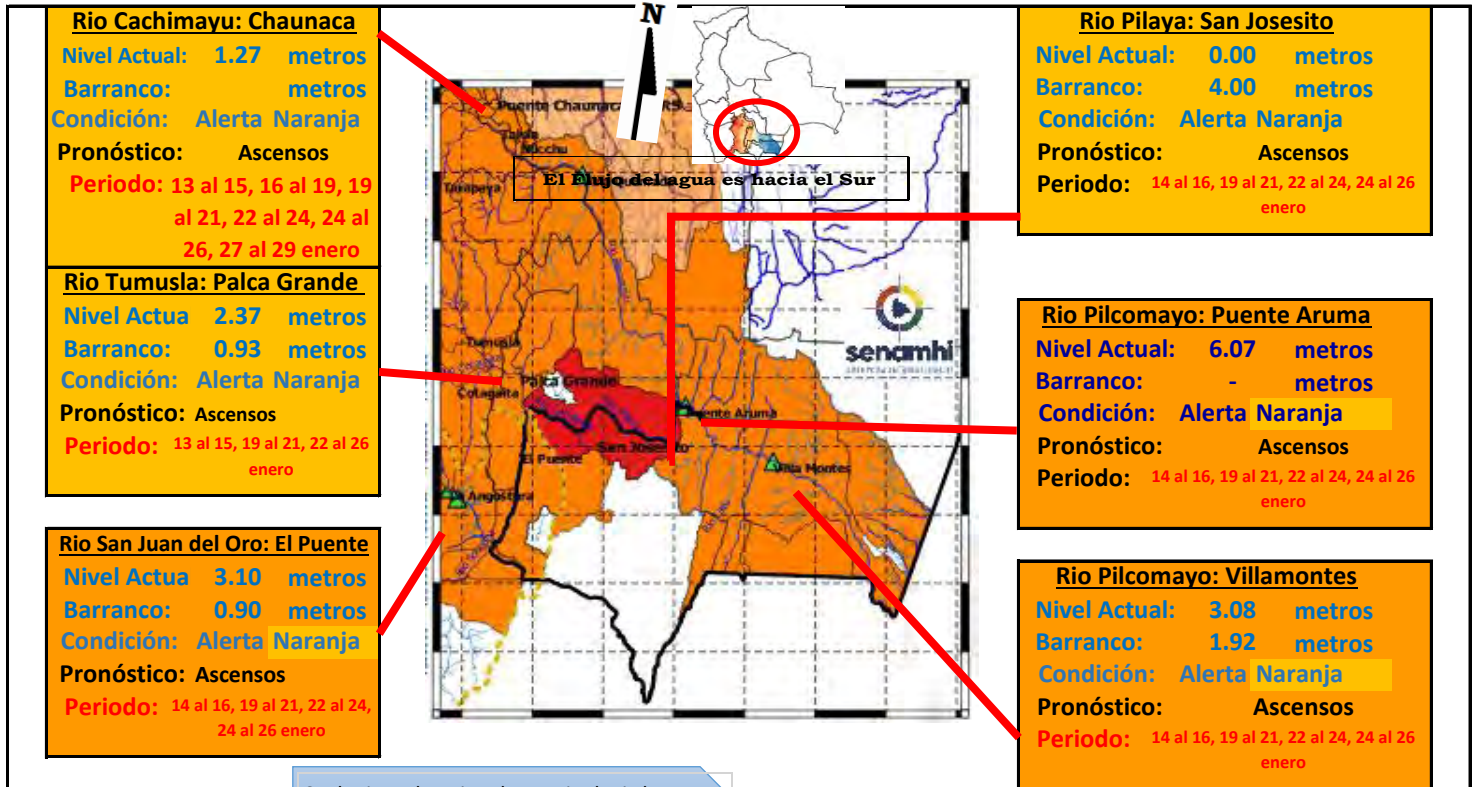 Rio Cachimayu: Chaunaca
Nivel Actual: 1.27 metros
Barranco: metros
Condición: Alerta Naranja
Pronóstico: Ascensos
Periodo: 13 al 15, 16 al 19, 19
al 21, 22 al 24, 24 al
26, 27 al 29 enero
Rio Tumusla: Palca Grande
Nivel Actua 2.37 metros
Barranco: 0.93 metros
Condición: Alerta Naranja
Pronóstico: Ascensos
Periodo: 13 al 15, 19 al 21, 22 al 26
enero
Rio San Juan del Oro: El Puente
Nivel Actua 3.10 metros
Barranco: 0.90 metros
Condición: Alerta Naranja
Pronóstico: Ascensos
Periodo: 14 al 16, 19 al 21, 22 al 24,
24 al 26 enero
N
El Flujo del agua es hacia el Sur
Puente Chaunaca
Talula
Nucchu
Tarapaya
senamhi
Tumusla
Palca Grande
Cotagaita
Puente Aruma
San Josesito
El Puente
Villa Montes
Angostura
Rio Pilaya: San Josesito
Nivel Actual: 0.00 metros
Barranco: 4.00 metros
Condición: Alerta Naranja
Pronóstico: Ascensos
Periodo: 14 al 16, 19 al 21, 22 al 24, 24 al 26
enero
Rio Pilcomayo: Puente Aruma
Nivel Actual: 6.07 metros
Barranco: - metros
Condición: Alerta Naranja
Pronóstico: Ascensos
Periodo: 14 al 16, 19 al 21, 22 al 24, 24 al 26
enero
Rio Pilcomayo: Villamontes
Nivel Actual: 3.08 metros
Barranco: 1.92 metros
Condición: Alerta Naranja
Pronóstico: Ascensos
Periodo: 14 al 16, 19 al 21, 22 al 24, 24 al 26
enero